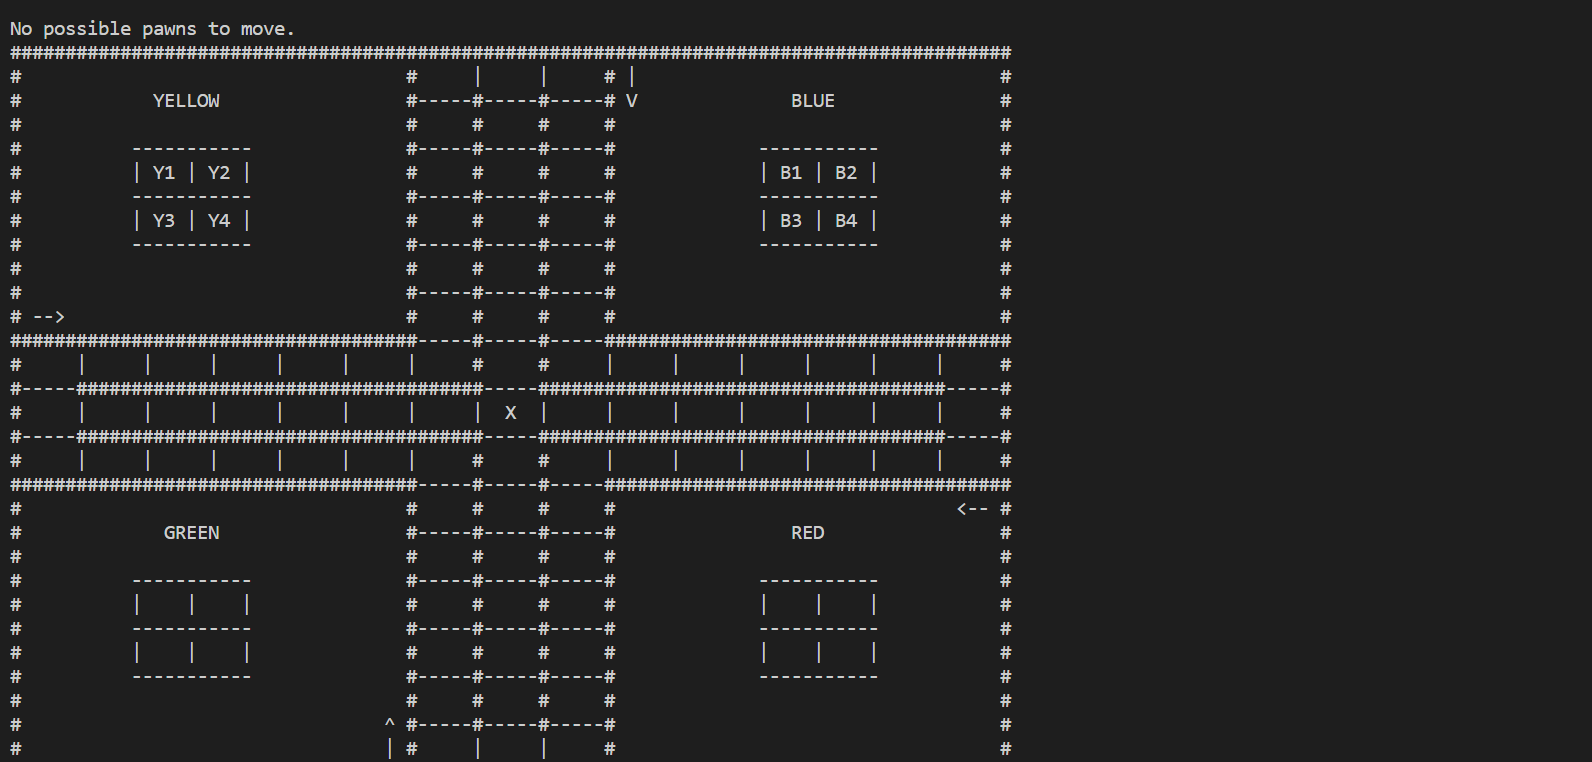 No possible pawns to move.
###########################################################################################
#                                   #     |     |     # |                                 #
#            YELLOW                 #-----#-----#-----# V              BLUE               #
#                                   #     #     #     #                                   #
#          -----------              #-----#-----#-----#             -----------           #
#          | Y1 | Y2 |              #     #     #     #             | B1 | B2 |           #
#          -----------              #-----#-----#-----#             -----------           #
#          | Y3 | Y4 |              #     #     #     #             | B3 | B4 |           #
#          -----------              #-----#-----#-----#             -----------           #
#                                   #     #     #     #                                   #
#                                   #-----#-----#-----#                                   #
# -->                               #     #     #     #                                   #
#####################################-----#-----#-----#####################################
#     |     |     |     |     |     |     #     #     |     |     |     |     |     |     #
#-----#####################################-----#####################################-----#
#     |     |     |     |     |     |     |  X  |     |     |     |     |     |     |     #
#-----#####################################-----#####################################-----#
#     |     |     |     |     |     |     #     #     |     |     |     |     |     |     #
#####################################-----#-----#-----#####################################
#                                   #     #     #     #                               <-- #
#             GREEN                 #-----#-----#-----#                RED                #
#                                   #     #     #     #                                   #
#          -----------              #-----#-----#-----#             -----------           #
#          |    |    |              #     #     #     #             |    |    |           #
#          -----------              #-----#-----#-----#             -----------           #
#          |    |    |              #     #     #     #             |    |    |           #
#          -----------              #-----#-----#-----#             -----------           #
#                                   #     #     #     #                                   #
#                                 ^ #-----#-----#-----#                                   #
#                                 | #     |     |     #                                   #